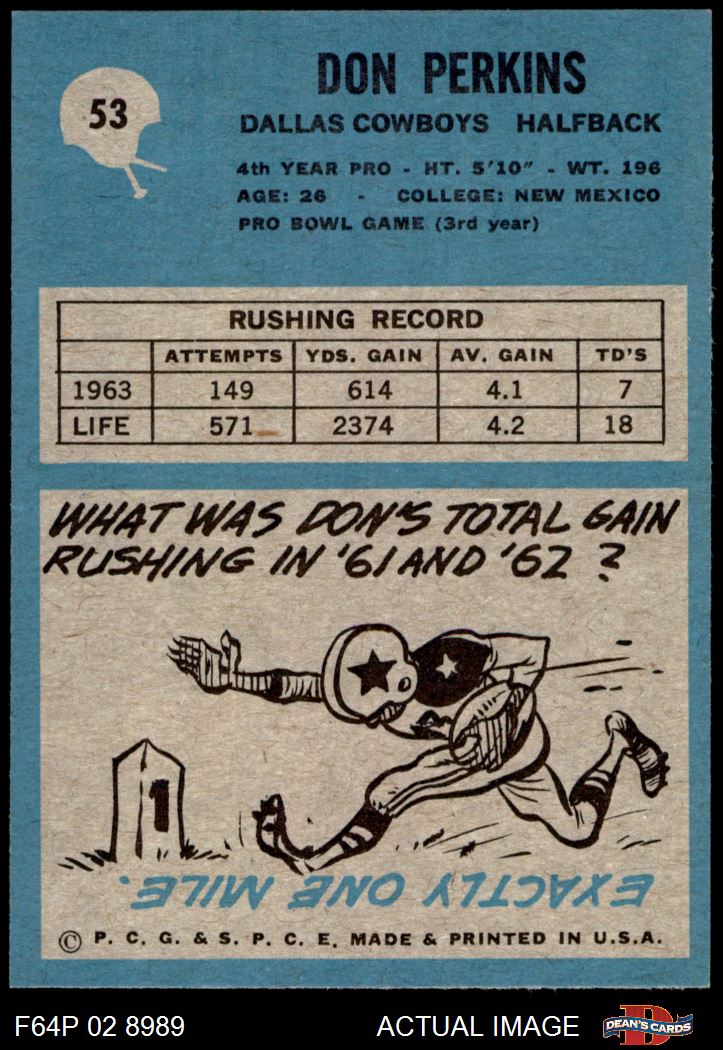 53
DON PERKINS
DALLAS COWBOYS HALFBACK
4th YEAR PRO - HT. 5'10" - WT. 196
AGE: 26 - COLLEGE: NEW MEXICO
PRO BOWL GAME (3rd year)
RUSHING RECORD
ATTEMPTS YDS. GAIN AV. GAIN TD'S
1963 149 614 4.1 7
LIFE 571 2374 4.2 18
WHAT WAS DON'S TOTAL GAIN
RUSHING IN '61 AND '62 ?
1
EXACTLY ONE MILE.
© P. C. G. & S. P. C. E. MADE & PRINTED IN U.S.A.
F64P 02 8989 ACTUAL IMAGE
D
DEAN'S CARDS